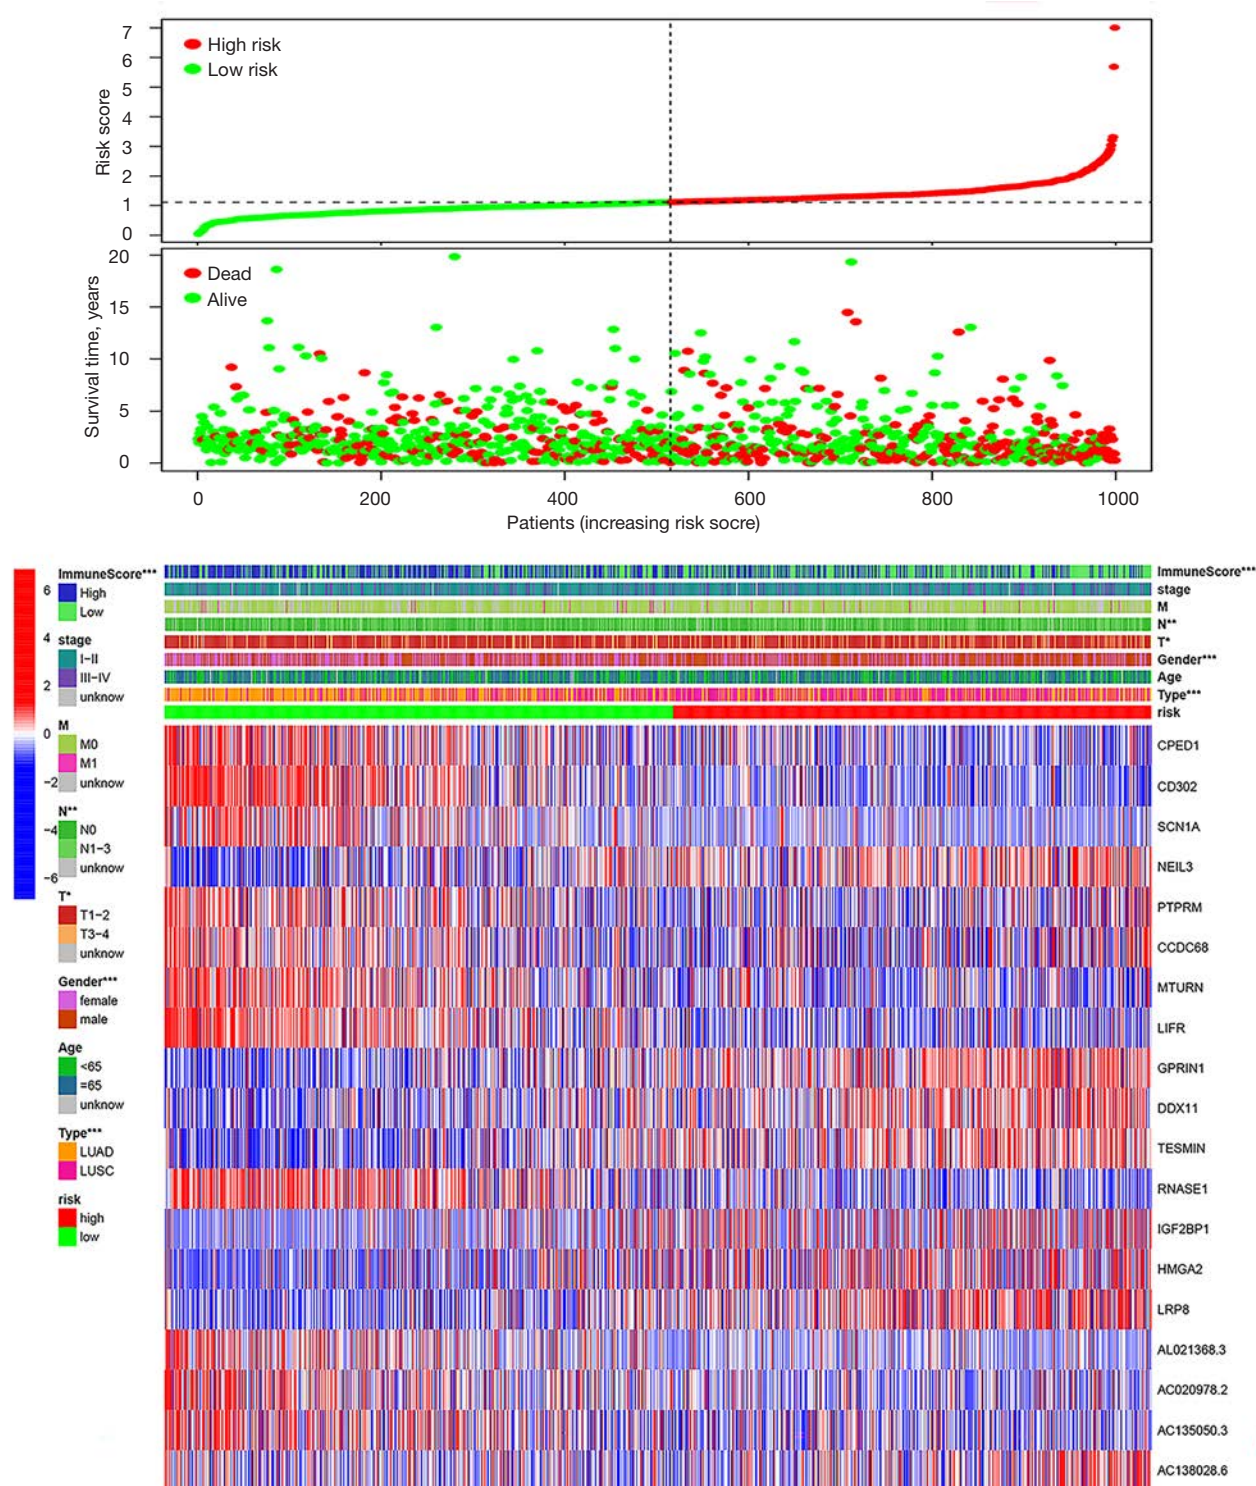 7
6
5
4
3
2
1
0
Risk score
High risk
Low risk
20
15
10
5
0
Survival time, years
Dead
Alive
0 200 400 600 800 1000
Patients (increasing risk socre)
6
4
2
0
−2
−4
−6
ImmuneScore***
High
Low
stage
I−II
III−IV
unknow
M
M0
M1
unknow
N**
N0
N1−3
unknow
T*
T1−2
T3−4
unknow
Gender***
female
male
Age
<65
=65
unknow
Type***
LUAD
LUSC
risk
high
low
ImmuneScore***
stage
M
N**
T*
Gender***
Age
Type***
risk
CPED1
CD302
SCN1A
NEIL3
PTPRM
CCDC68
MTURN
LIFR
GPRIN1
DDX11
TESMIN
RNASE1
IGF2BP1
HMGA2
LRP8
AL021368.3
AC020978.2
AC135050.3
AC138028.6